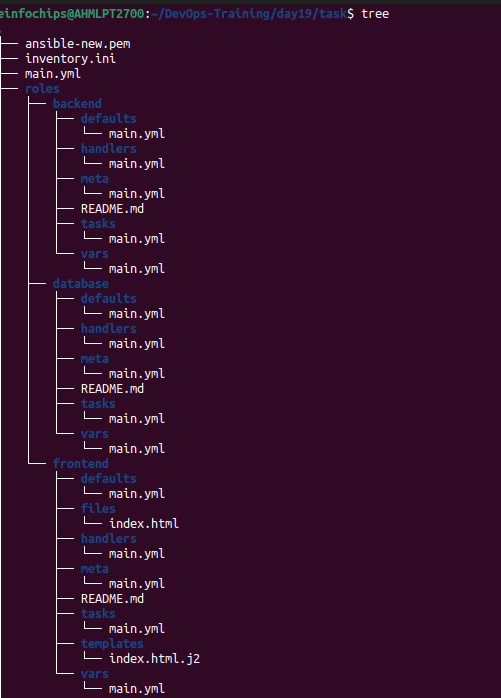 einfochips@AHMLPT2700:~/DevOps-Training/day19/task$ tree
.
├── ansible-new.pem
├── inventory.ini
├── main.yml
├── roles
│   ├── backend
│   │   ├── defaults
│   │   │   └── main.yml
│   │   ├── handlers
│   │   │   └── main.yml
│   │   ├── meta
│   │   │   └── main.yml
│   │   ├── README.md
│   │   ├── tasks
│   │   │   └── main.yml
│   │   └── vars
│   │       └── main.yml
│   ├── database
│   │   ├── defaults
│   │   │   └── main.yml
│   │   ├── handlers
│   │   │   └── main.yml
│   │   ├── meta
│   │   │   └── main.yml
│   │   ├── README.md
│   │   ├── tasks
│   │   │   └── main.yml
│   │   └── vars
│   │       └── main.yml
│   └── frontend
│       ├── defaults
│       │   └── main.yml
│       ├── files
│       │   └── index.html
│       ├── handlers
│       │   └── main.yml
│       ├── meta
│       │   └── main.yml
│       ├── README.md
│       ├── tasks
│       │   └── main.yml
│       ├── templates
│       │   └── index.html.j2
│       └── vars
│           └── main.yml